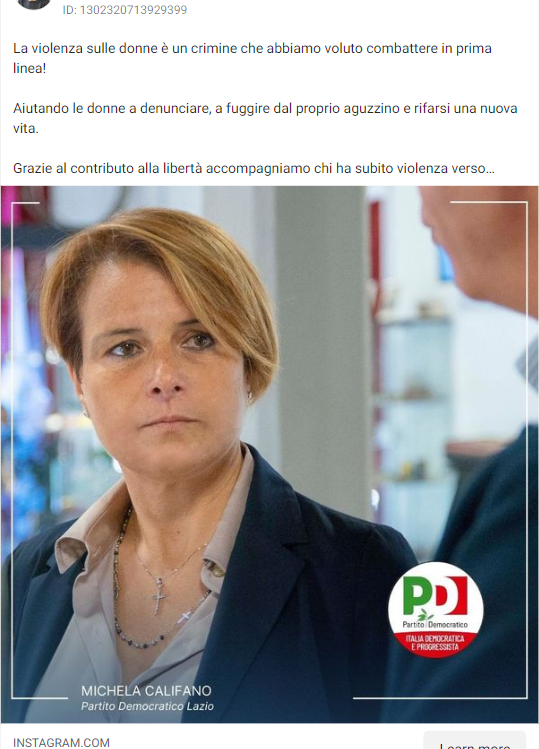 ID: 1302320713929399
La violenza sulle donne è un crimine che abbiamo voluto combattere in prima
linea!
Aiutando le donne a denunciare, a fuggire dal proprio aguzzino e rifarsi una nuova
vita.
Grazie al contributo alla libertà accompagniamo chi ha subito violenza verso...
PD
Partito Democratico
ITALIA DEMOCRATICA
E PROGRESSISTA
MICHELA CALIFANO
Partito Democratico Lazio
INSTAGRAM.COM
Learn more